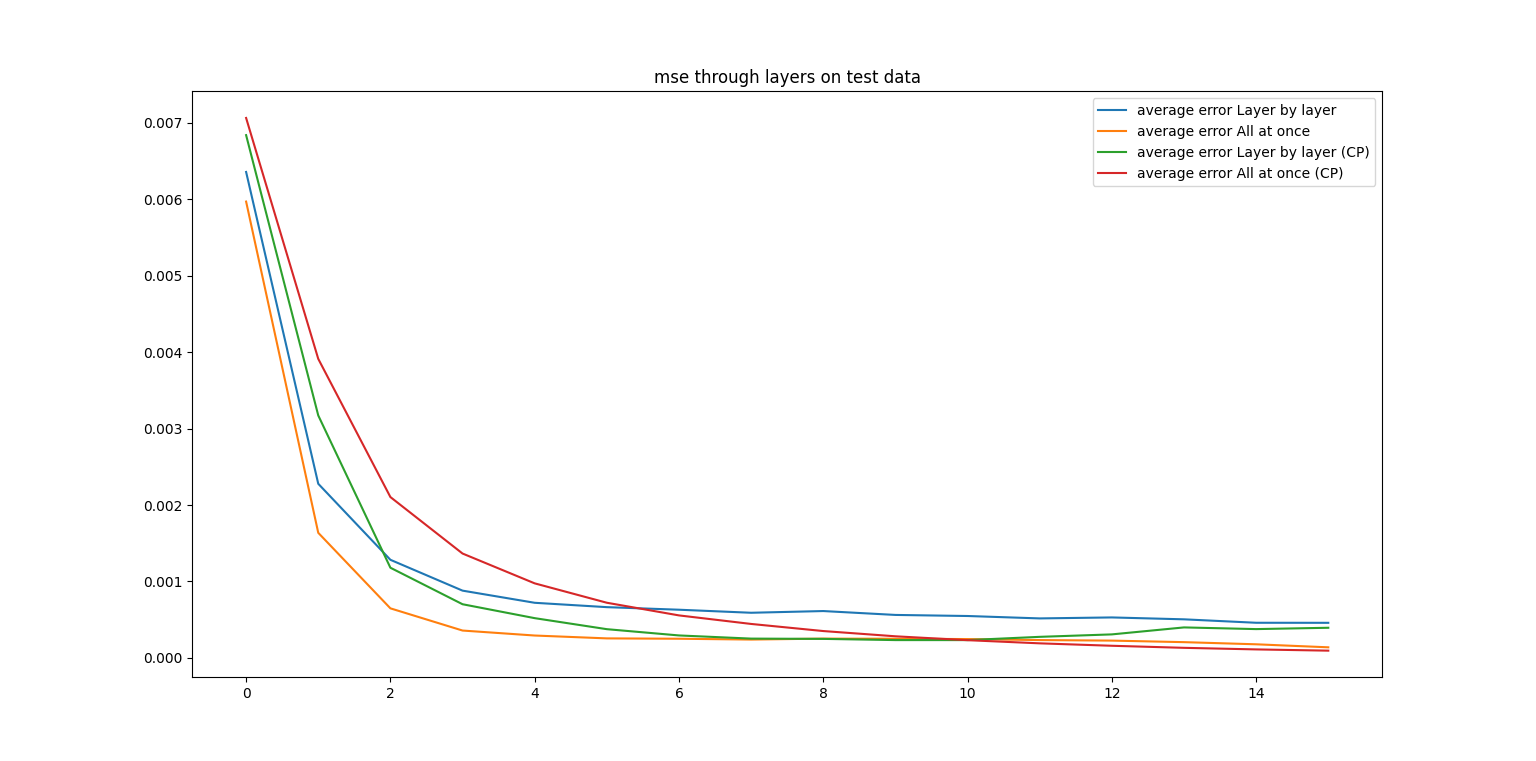 mse through layers on test data
average error Layer by layer
average error All at once
average error Layer by layer (CP)
average error All at once (CP)
0.007
0.006
0.005
0.004
0.003
0.002
0.001
0.000
0 2 4 6 8 10 12 14